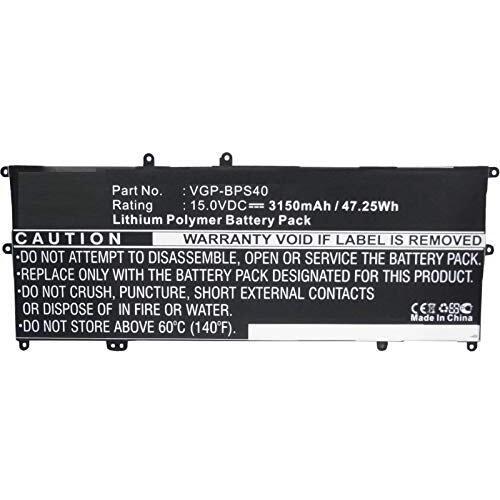 Part No.: VGP-BPS40
Rating : 15.0VDC⎓ 3150mAh / 47.25Wh
Lithium Polymer Battery Pack
CAUTION WARRANTY VOID IF LABEL IS REMOVED
•DO NOT ATTEMPT TO DISASSEMBLE, OPEN OR SERVICE BATTERY
•REPLACE ONLY WITH THE BATTERY PACK DESIGNATED FOR THIS PRODUCT.
•DO NOT CRUSH, PUNCTURE, SHORT EXTERNAL CONTACTS
OR DISPOSE OF IN FIRE OR WATER.
•DO NOT STORE ABOVE 60°C (140°F)
CE FC
Made In China